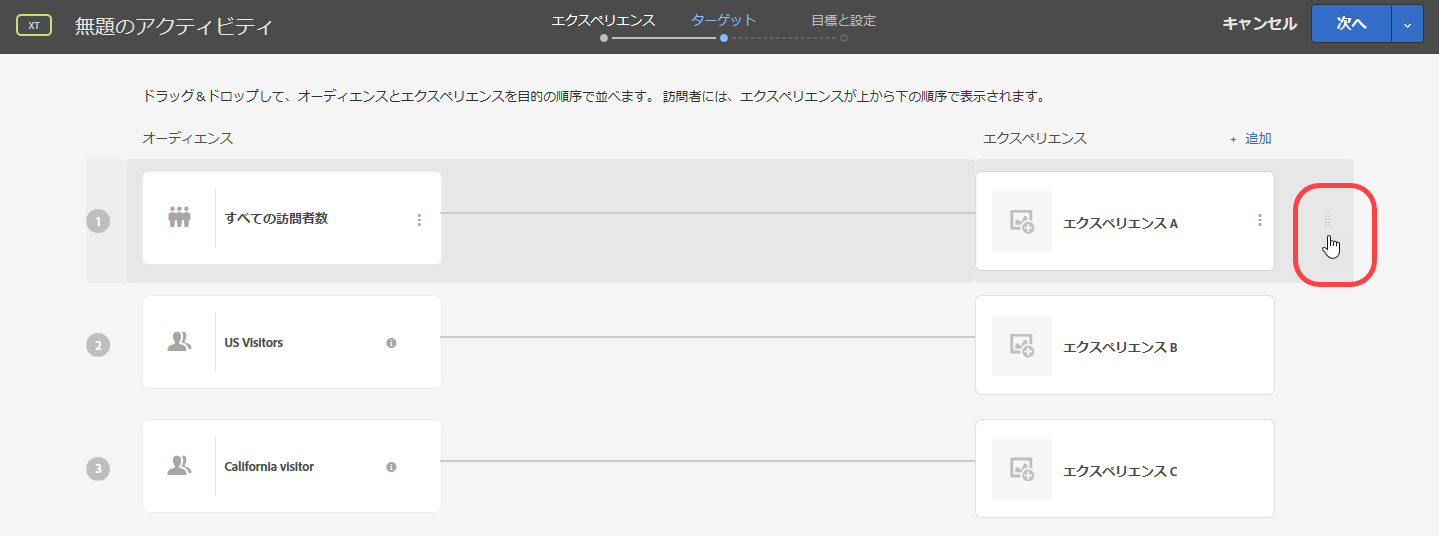 XT 無題のアクティビティ エクスペリエンス ターゲット 目標と設定 キャンセル 次へ
ドラッグ＆ドロップして、オーディエンスとエクスペリエンスを目的の順序で並べます。 訪問者には、エクスペリエンスが上から下の順序で表示されます。
オーディエンス エクスペリエンス + 追加
1 すべての訪問者数 エクスペリエンス A
2 US Visitors エクスペリエンス B
3 California visitor エクスペリエンス C